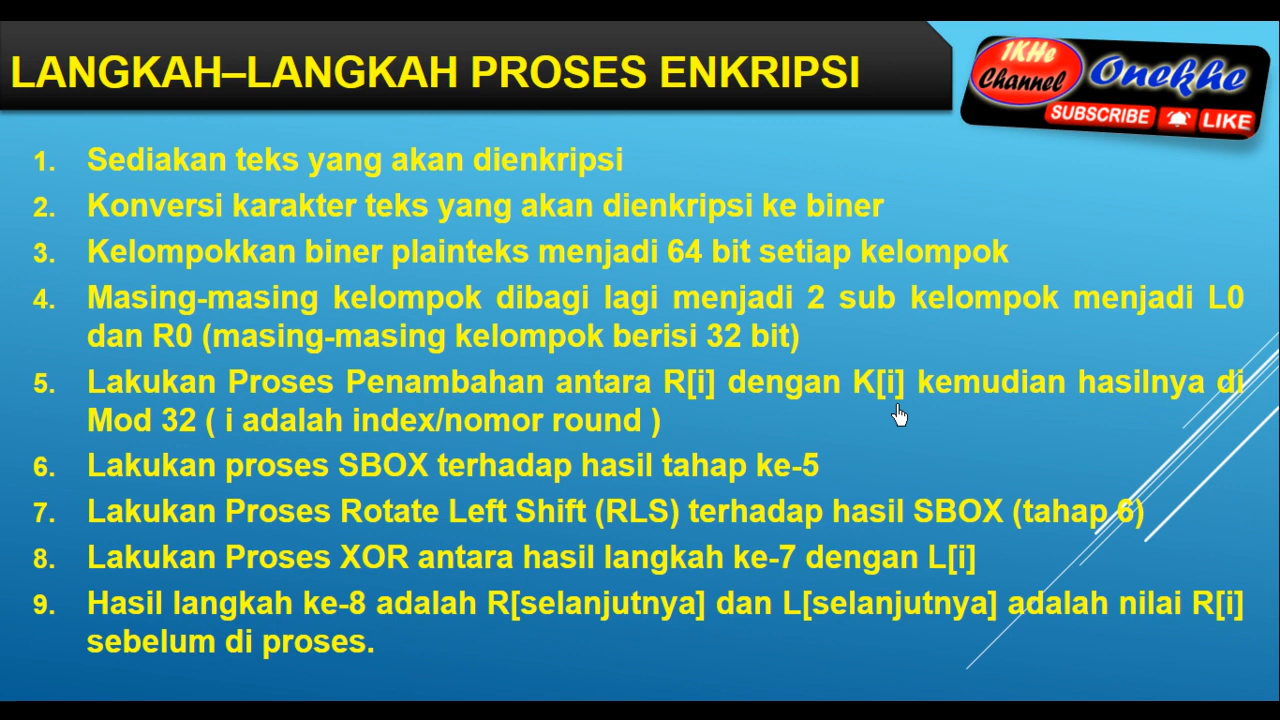 LANGKAH–LANGKAH PROSES ENKRIPSI
1KHe
Channel
Onekhe
SUBSCRIBE
LIKE
1. Sediakan teks yang akan dienkripsi
2. Konversi karakter teks yang akan dienkripsi ke biner
3. Kelompokkan biner plainteks menjadi 64 bit setiap kelompok
4. Masing-masing kelompok dibagi lagi menjadi 2 sub kelompok menjadi L0
dan R0 (masing-masing kelompok berisi 32 bit)
5. Lakukan Proses Penambahan antara R[i] dengan K[i] kemudian hasilnya di
Mod 32 ( i adalah index/nomor round )
6. Lakukan proses SBOX terhadap hasil tahap ke-5
7. Lakukan Proses Rotate Left Shift (RLS) terhadap hasil SBOX (tahap 6)
8. Lakukan Proses XOR antara hasil langkah ke-7 dengan L[i]
9. Hasil langkah ke-8 adalah R[selanjutnya] dan L[selanjutnya] adalah nilai R[i]
sebelum di proses.